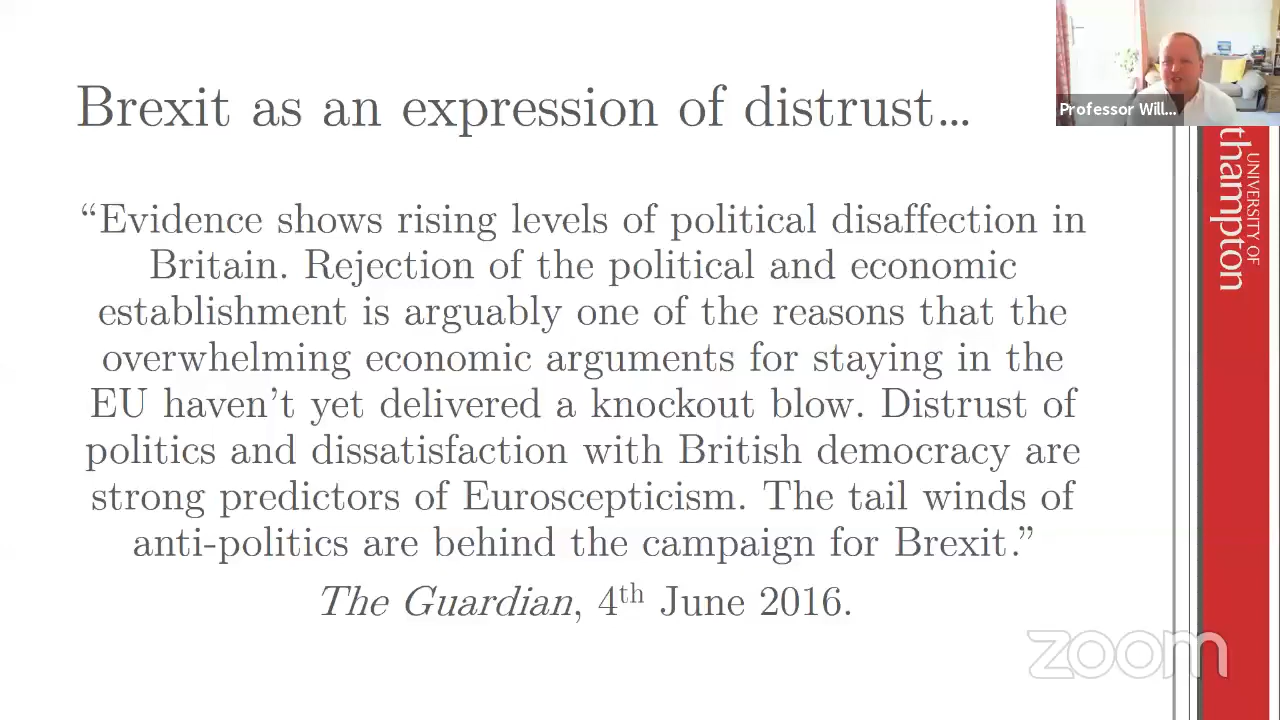 Brexit as an expression of distrust…
Professor Will...
UNIVERSITY OF
thampton
“Evidence shows rising levels of political disaffection in
Britain. Rejection of the political and economic
establishment is arguably one of the reasons that the
overwhelming economic arguments for staying in the
EU haven’t yet delivered a knockout blow. Distrust of
politics and dissatisfaction with British democracy are
strong predictors of Euroscepticism. The tail winds of
anti-politics are behind the campaign for Brexit.”
The Guardian, 4th June 2016.
zoom